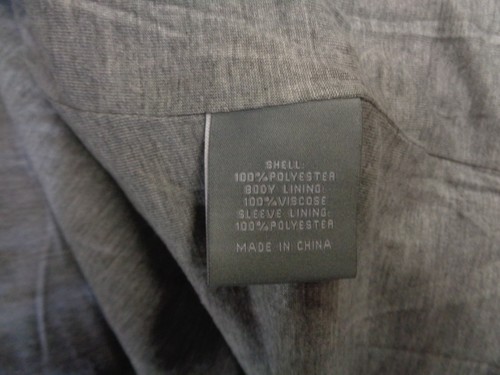 SHELL:
100%POLYESTER
BODY LINING:
100%VISCOSE
SLEEVE LINING:
100%POLYESTER
MADE IN CHINA